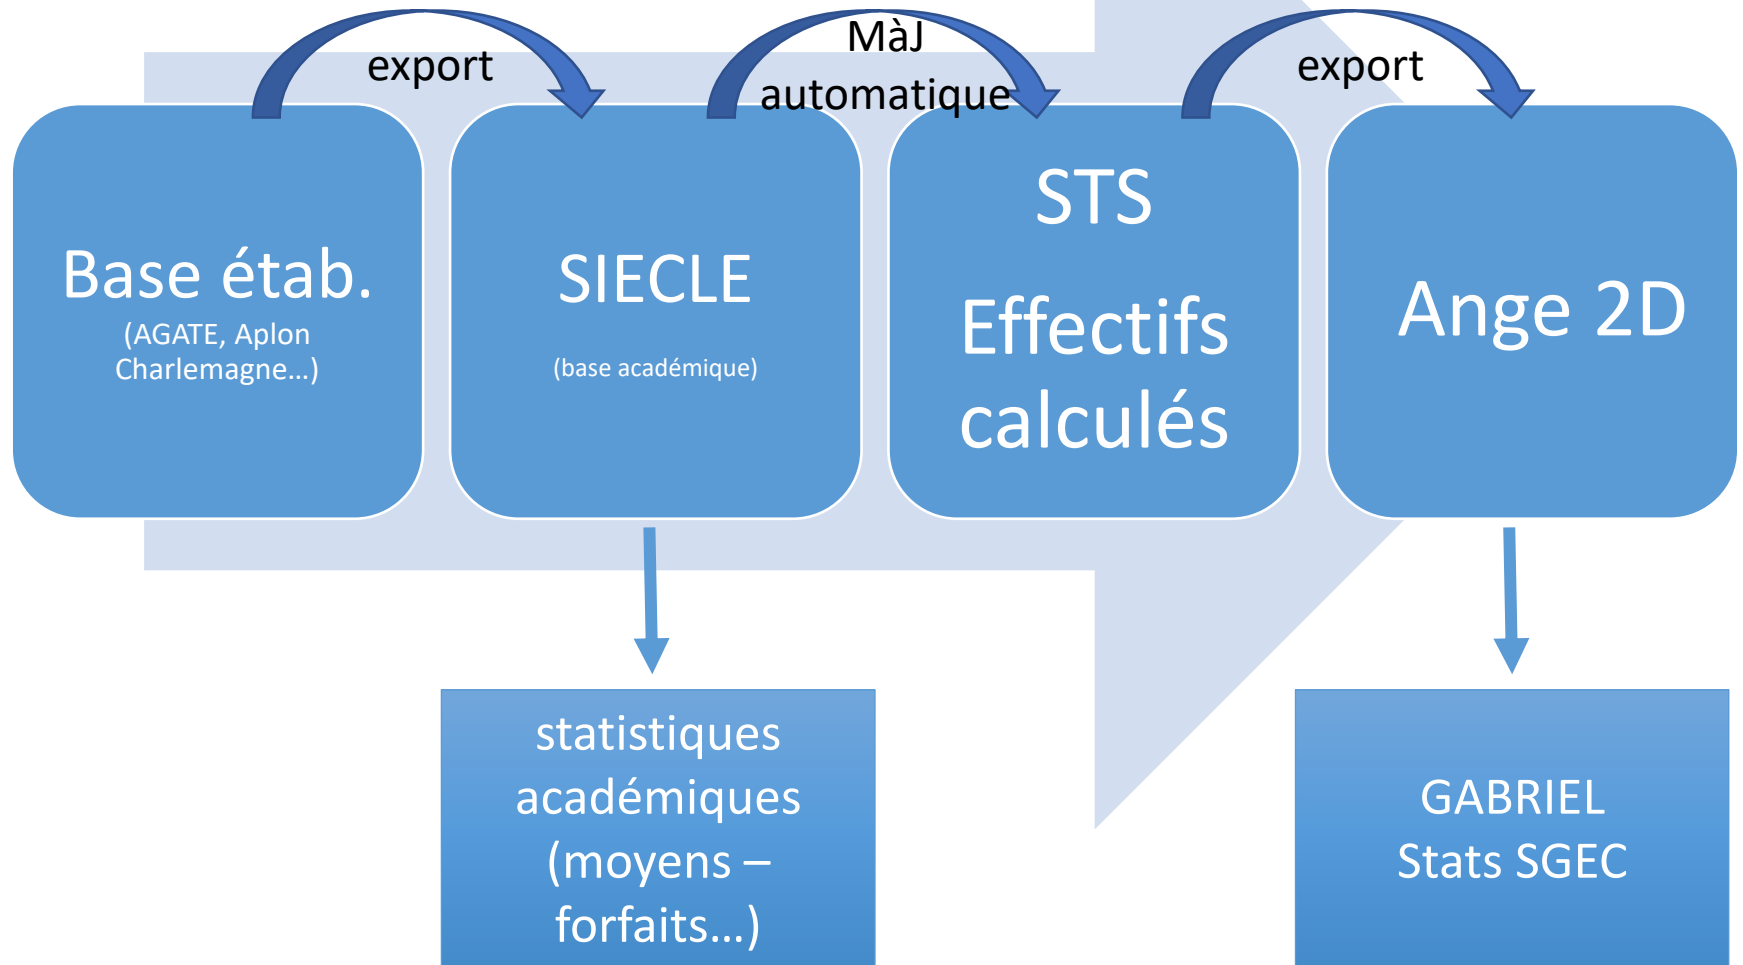 export
MàJ
automatique
export
Base étab.
(AGATE, Aplon
Charlemagne…)
SIECLE
(base académique)
STS
Effectifs
calculés
Ange 2D
statistiques
académiques
(moyens –
forfaits…)
GABRIEL
Stats SGEC